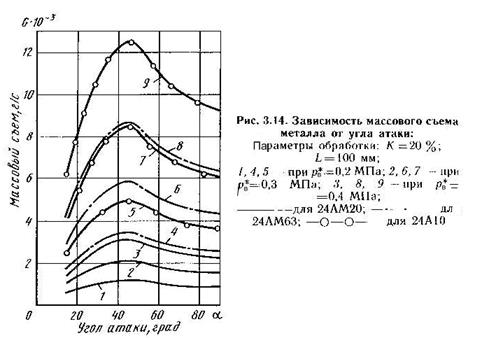 G·10⁻³
Массовый съем, г/с
12
10
8
6
4
2
0
20
40
60
80 α
Угол атаки, град
9
8
7
6
5
4
3
2
1
Рис. 3.14. Зависимость массового съема
металла от угла атаки:
Параметры обработки: K=20 %;
L=100 мм;
1, 4, 5 - при p₀*=0,2 МПа; 2, 6, 7 — при
p₀*=0,3 МПа; 3, 8, 9 — при p₀*=
=0,4 МПа;
———для 24АМ20; —·—· дл
24АМ63; —О—О— для 24А10